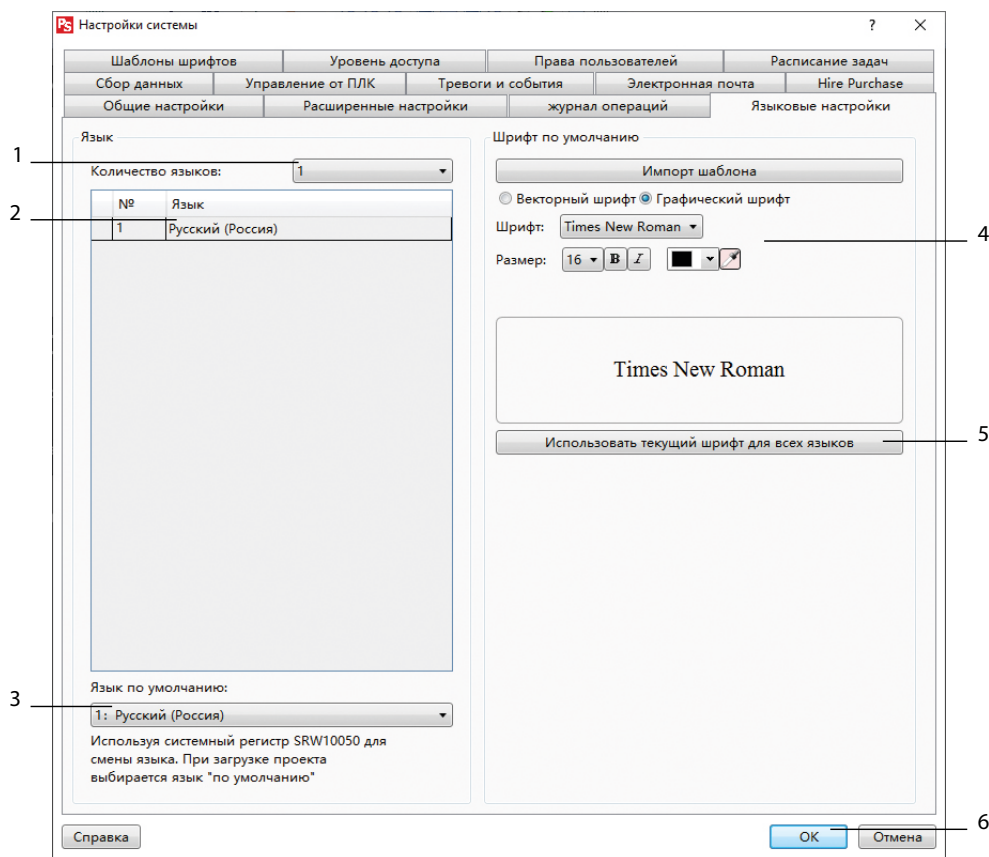 PS Настройки системы ? ×
Шаблоны шрифтов Уровень доступа Права пользователей Расписание задач
Сбор данных Управление от ПЛК Тревоги и события Электронная почта Hire Purchase
Общие настройки Расширенные настройки журнал операций Языковые настройки
Язык
1
Количество языков: 1
№ Язык
2
1 Русский (Россия)
Язык по умолчанию:
3
1: Русский (Россия)
Используя системный регистр SRW10050 для
смены языка. При загрузке проекта
выбирается язык "по умолчанию"
Шрифт по умолчанию
Импорт шаблона
Векторный шрифт Графический шрифт
Шрифт: Times New Roman
4
Размер: 16 B I
Times New Roman
Использовать текущий шрифт для всех языков
5
Справка OK Отмена
6